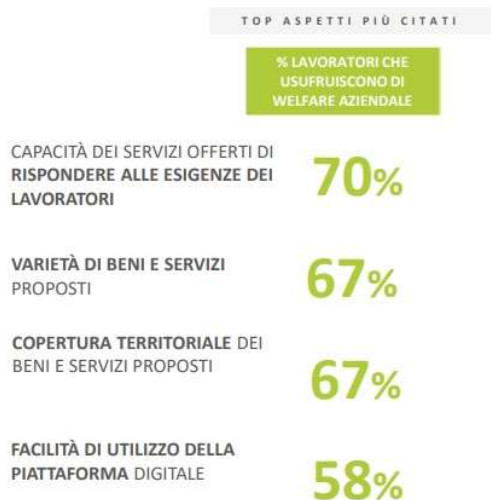 TOP ASPETTI PIÙ CITATI
% LAVORATORI CHE
USUFRUISCONO DI
WELFARE AZIENDALE
CAPACITÀ DEI SERVIZI OFFERTI DI
RISPONDERE ALLE ESIGENZE DEI
LAVORATORI
70%
VARIETÀ DI BENI E SERVIZI
PROPOSTI
67%
COPERTURA TERRITORIALE DEI
BENI E SERVIZI PROPOSTI
67%
FACILITÀ DI UTILIZZO DELLA
PIATTAFORMA DIGITALE
58%